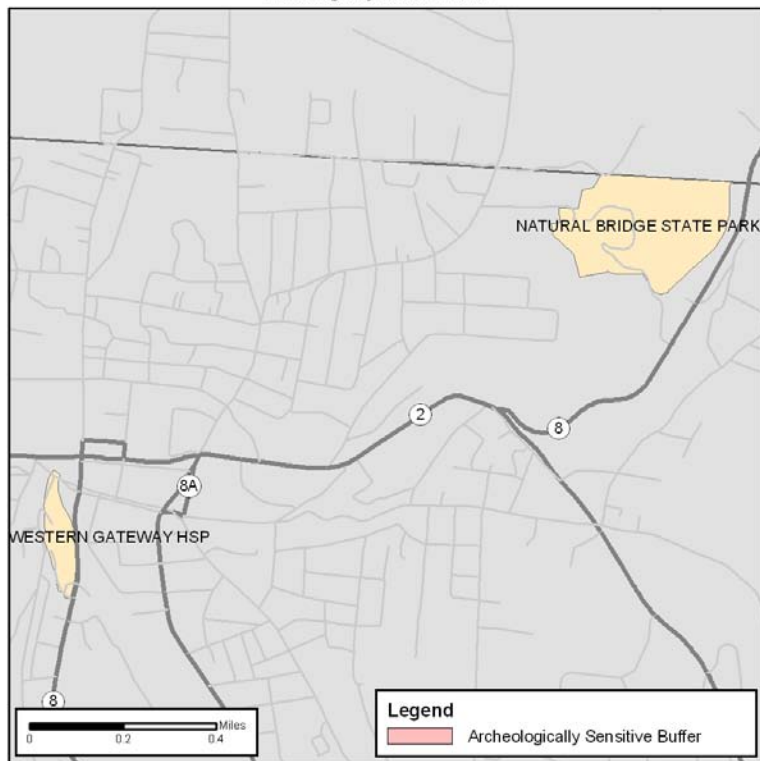 NATURAL BRIDGE STATE PARK
2
8
8A
WESTERN GATEWAY HSP
8
Miles
0 0.2 0.4
Legend
Archeologically Sensitive Buffer